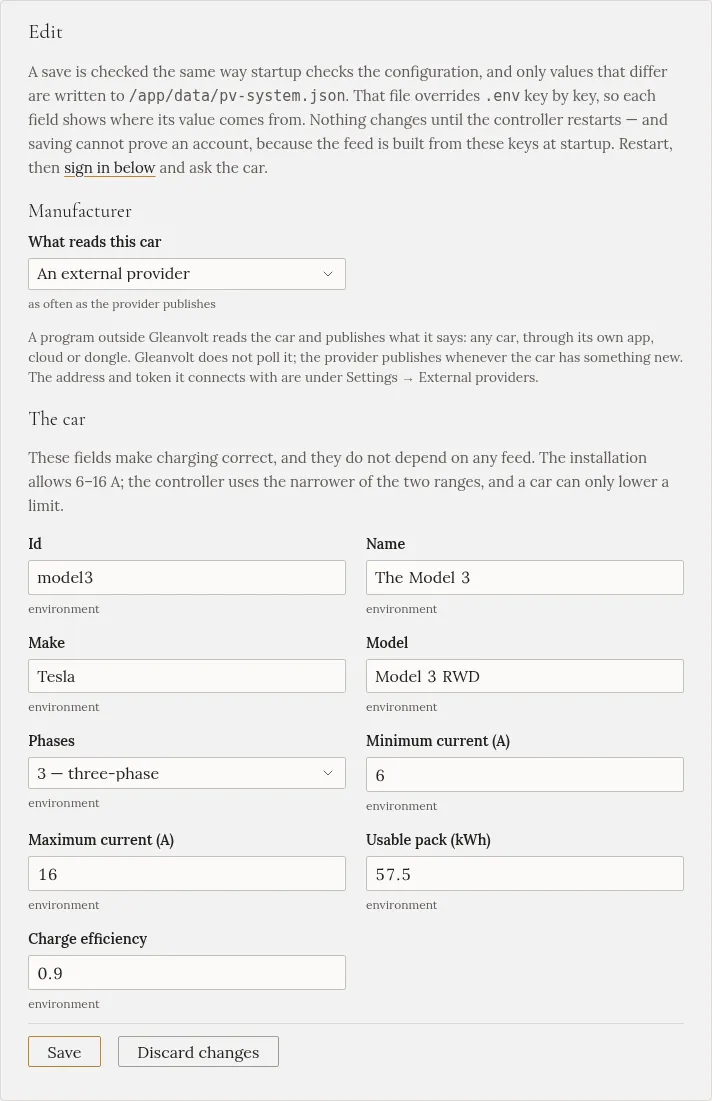 Edit
A save is checked the same way startup checks the configuration, and only values that differ
are written to /app/data/pv-system.json. That file overrides .env key by key, so each
field shows where its value comes from. Nothing changes until the controller restarts — and
saving cannot prove an account, because the feed is built from these keys at startup. Restart,
then sign in below and ask the car.
Manufacturer
What reads this car
An external provider
as often as the provider publishes
A program outside Gleanvolt reads the car and publishes what it says: any car, through its own app,
cloud or dongle. Gleanvolt does not poll it; the provider publishes whenever the car has something new.
The address and token it connects with are under Settings → External providers.
The car
These fields make charging correct, and they do not depend on any feed. The installation
allows 6–16 A; the controller uses the narrower of the two ranges, and a car can only lower a
limit.
Id
model3
environment
Name
The Model 3
environment
Make
Tesla
environment
Model
Model 3 RWD
environment
Phases
3 — three-phase
environment
Minimum current (A)
6
environment
Maximum current (A)
16
environment
Usable pack (kWh)
57.5
environment
Charge efficiency
0.9
environment
Save
Discard changes